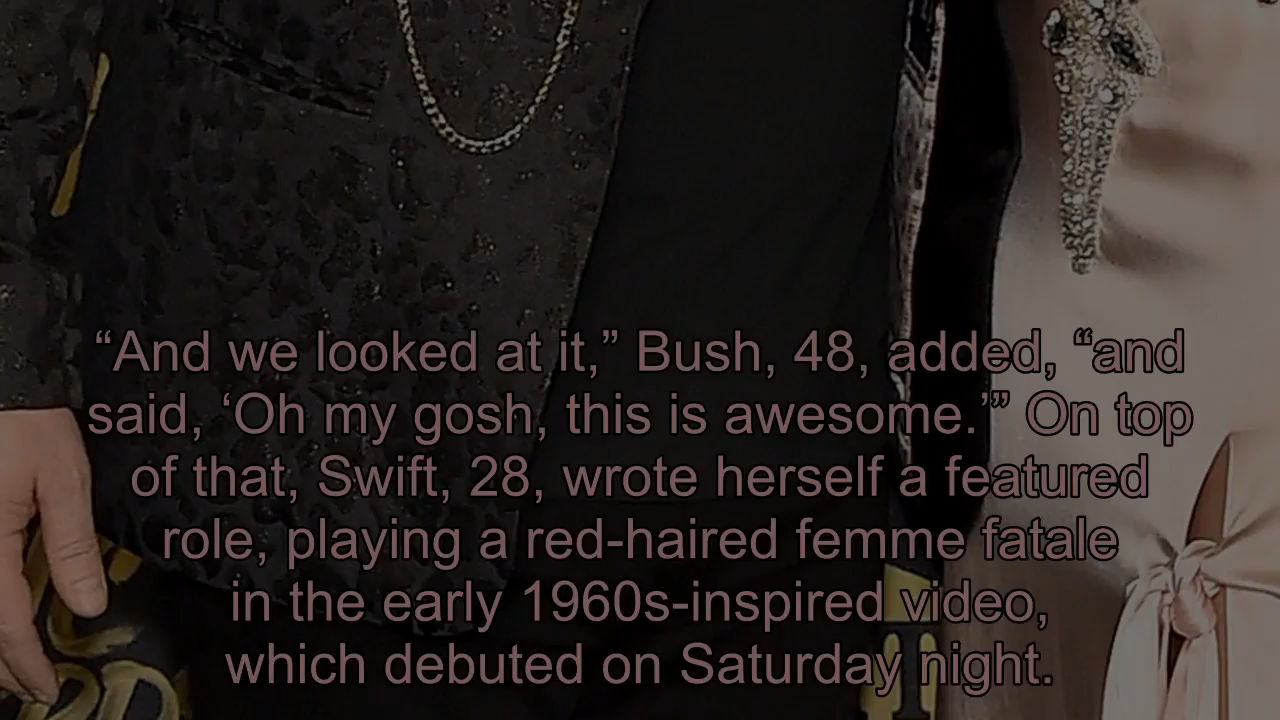 “And we looked at it,” Bush, 48, added, “and
said, ‘Oh my gosh, this is awesome.’” On top
of that, Swift, 28, wrote herself a featured
role, playing a red-haired femme fatale
in the early 1960s-inspired video,
which debuted on Saturday night.